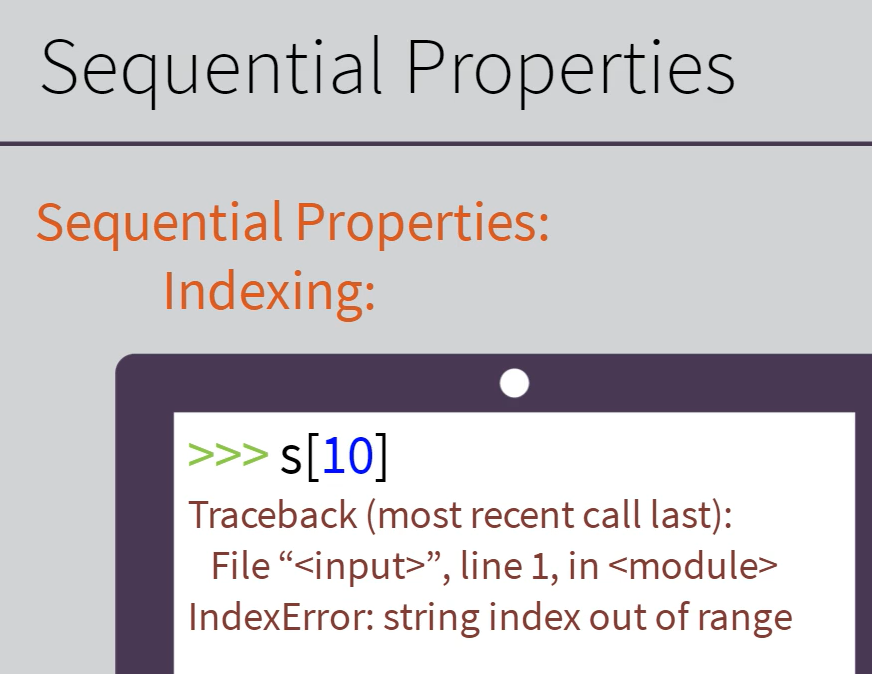 Sequential Properties
Sequential Properties:
Indexing:
>>> s[10]
Traceback (most recent call last):
File “<input>”, line 1, in <module>
IndexError: string index out of range